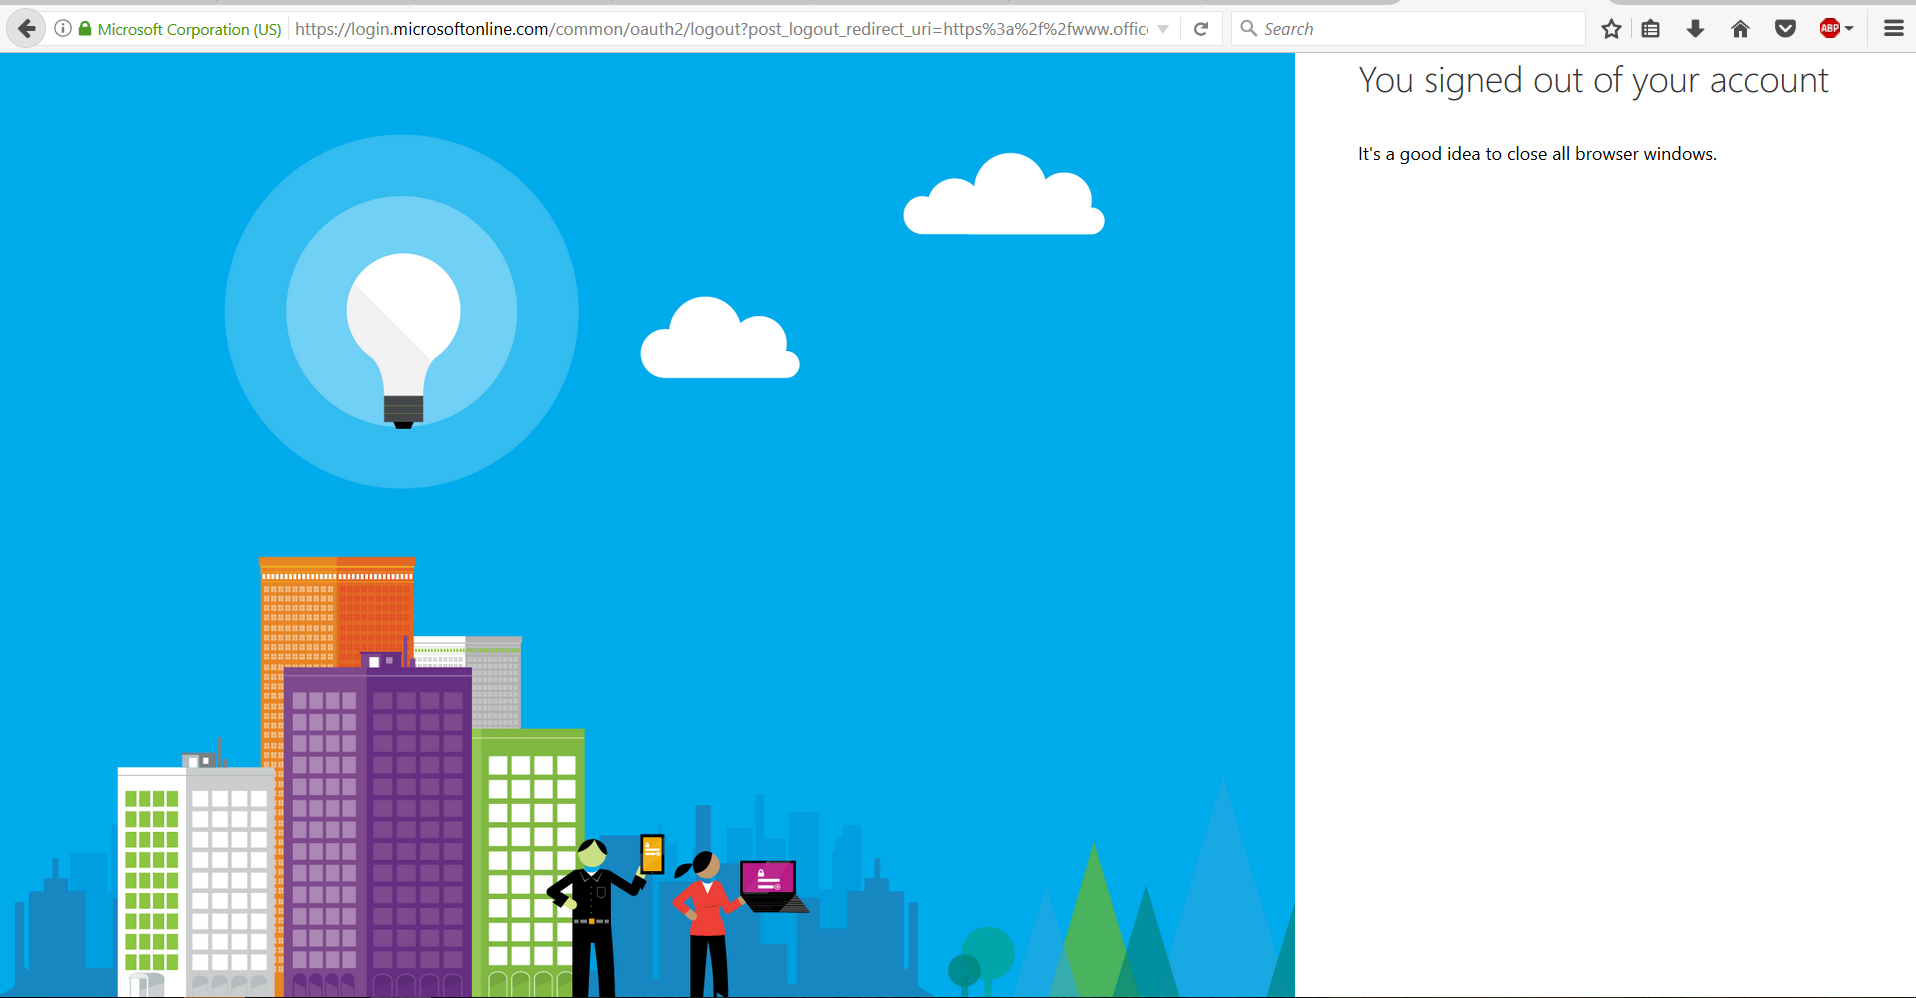 Microsoft Corporation (US)
https://login.microsoftonline.com/common/oauth2/logout?post_logout_redirect_uri=https%3a%2f%2fwww.offic
Search
ABP
You signed out of your account
It's a good idea to close all browser windows.